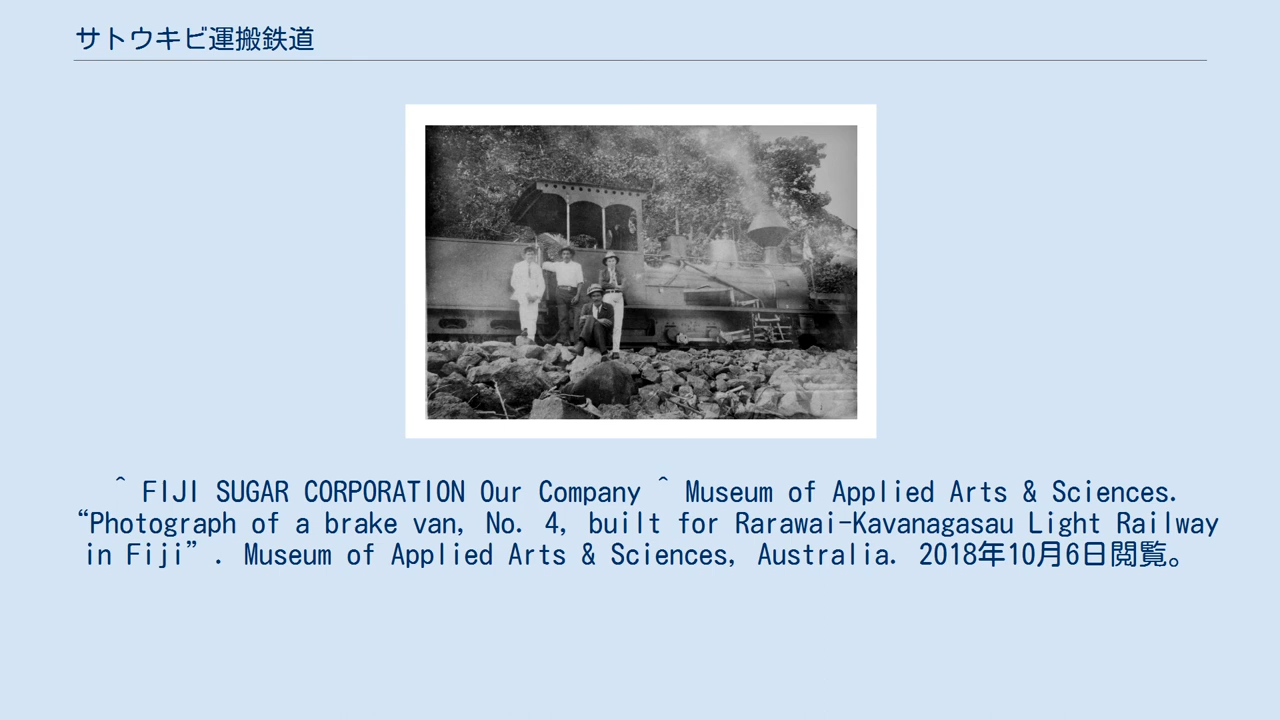 サトウキビ運搬鉄道
^ FIJI SUGAR CORPORATION Our Company ^ Museum of Applied Arts & Sciences.
“Photograph of a brake van, No. 4, built for Rarawai-Kavanagasau Light Railway
in Fiji”. Museum of Applied Arts & Sciences, Australia. 2018年10月6日閲覧。